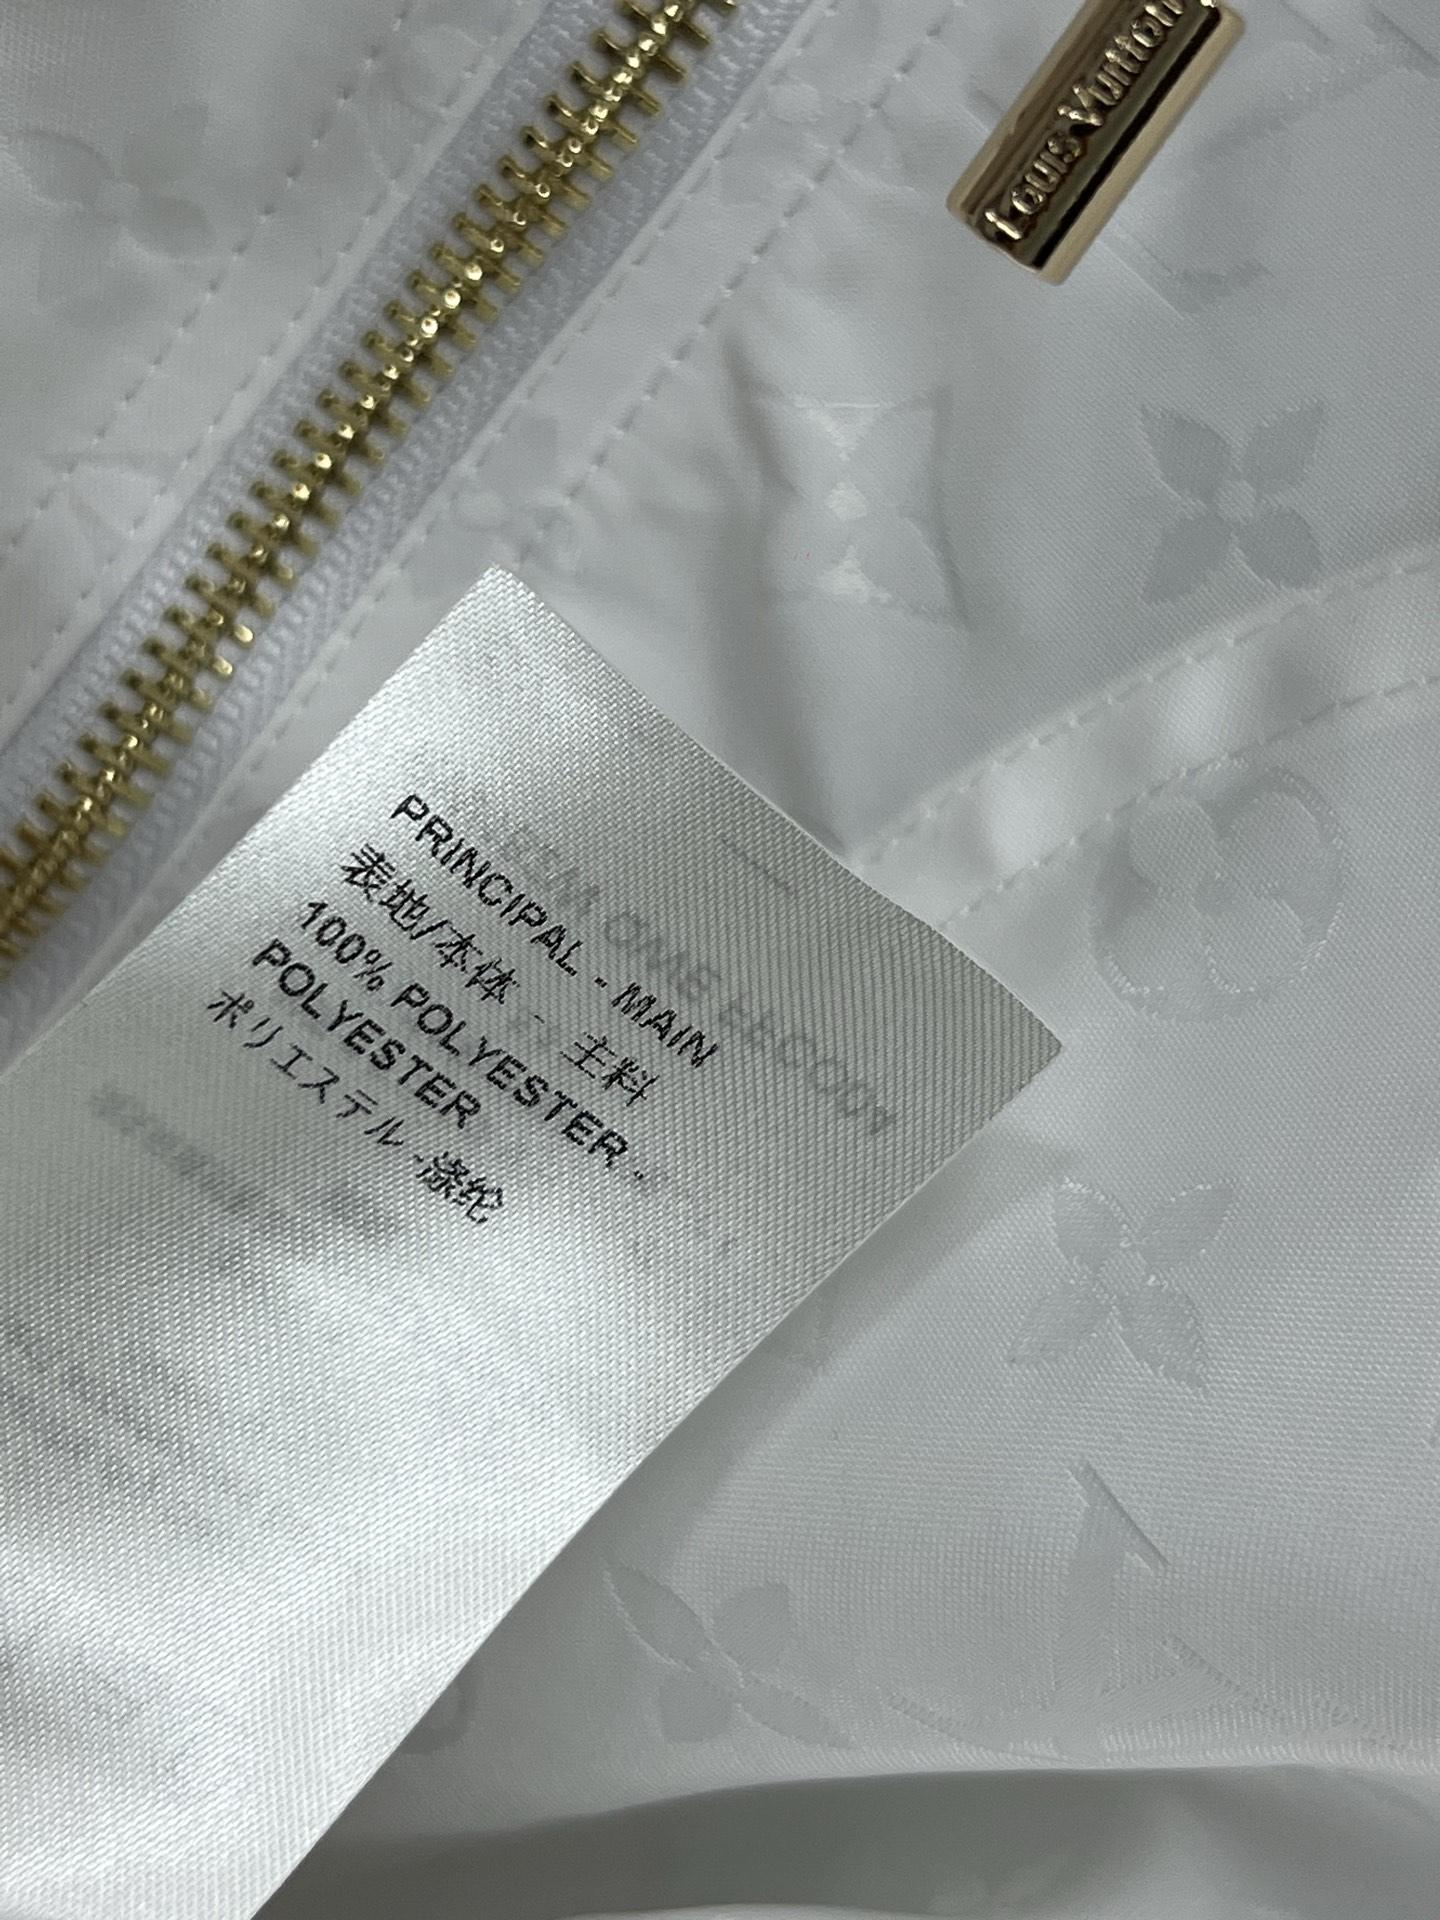 Louis Vuitton
PRINCIPAL - MAIN
表地/本体 - 主料
100% POLYESTER -
POLYESTER
ポリエステル -涤纶